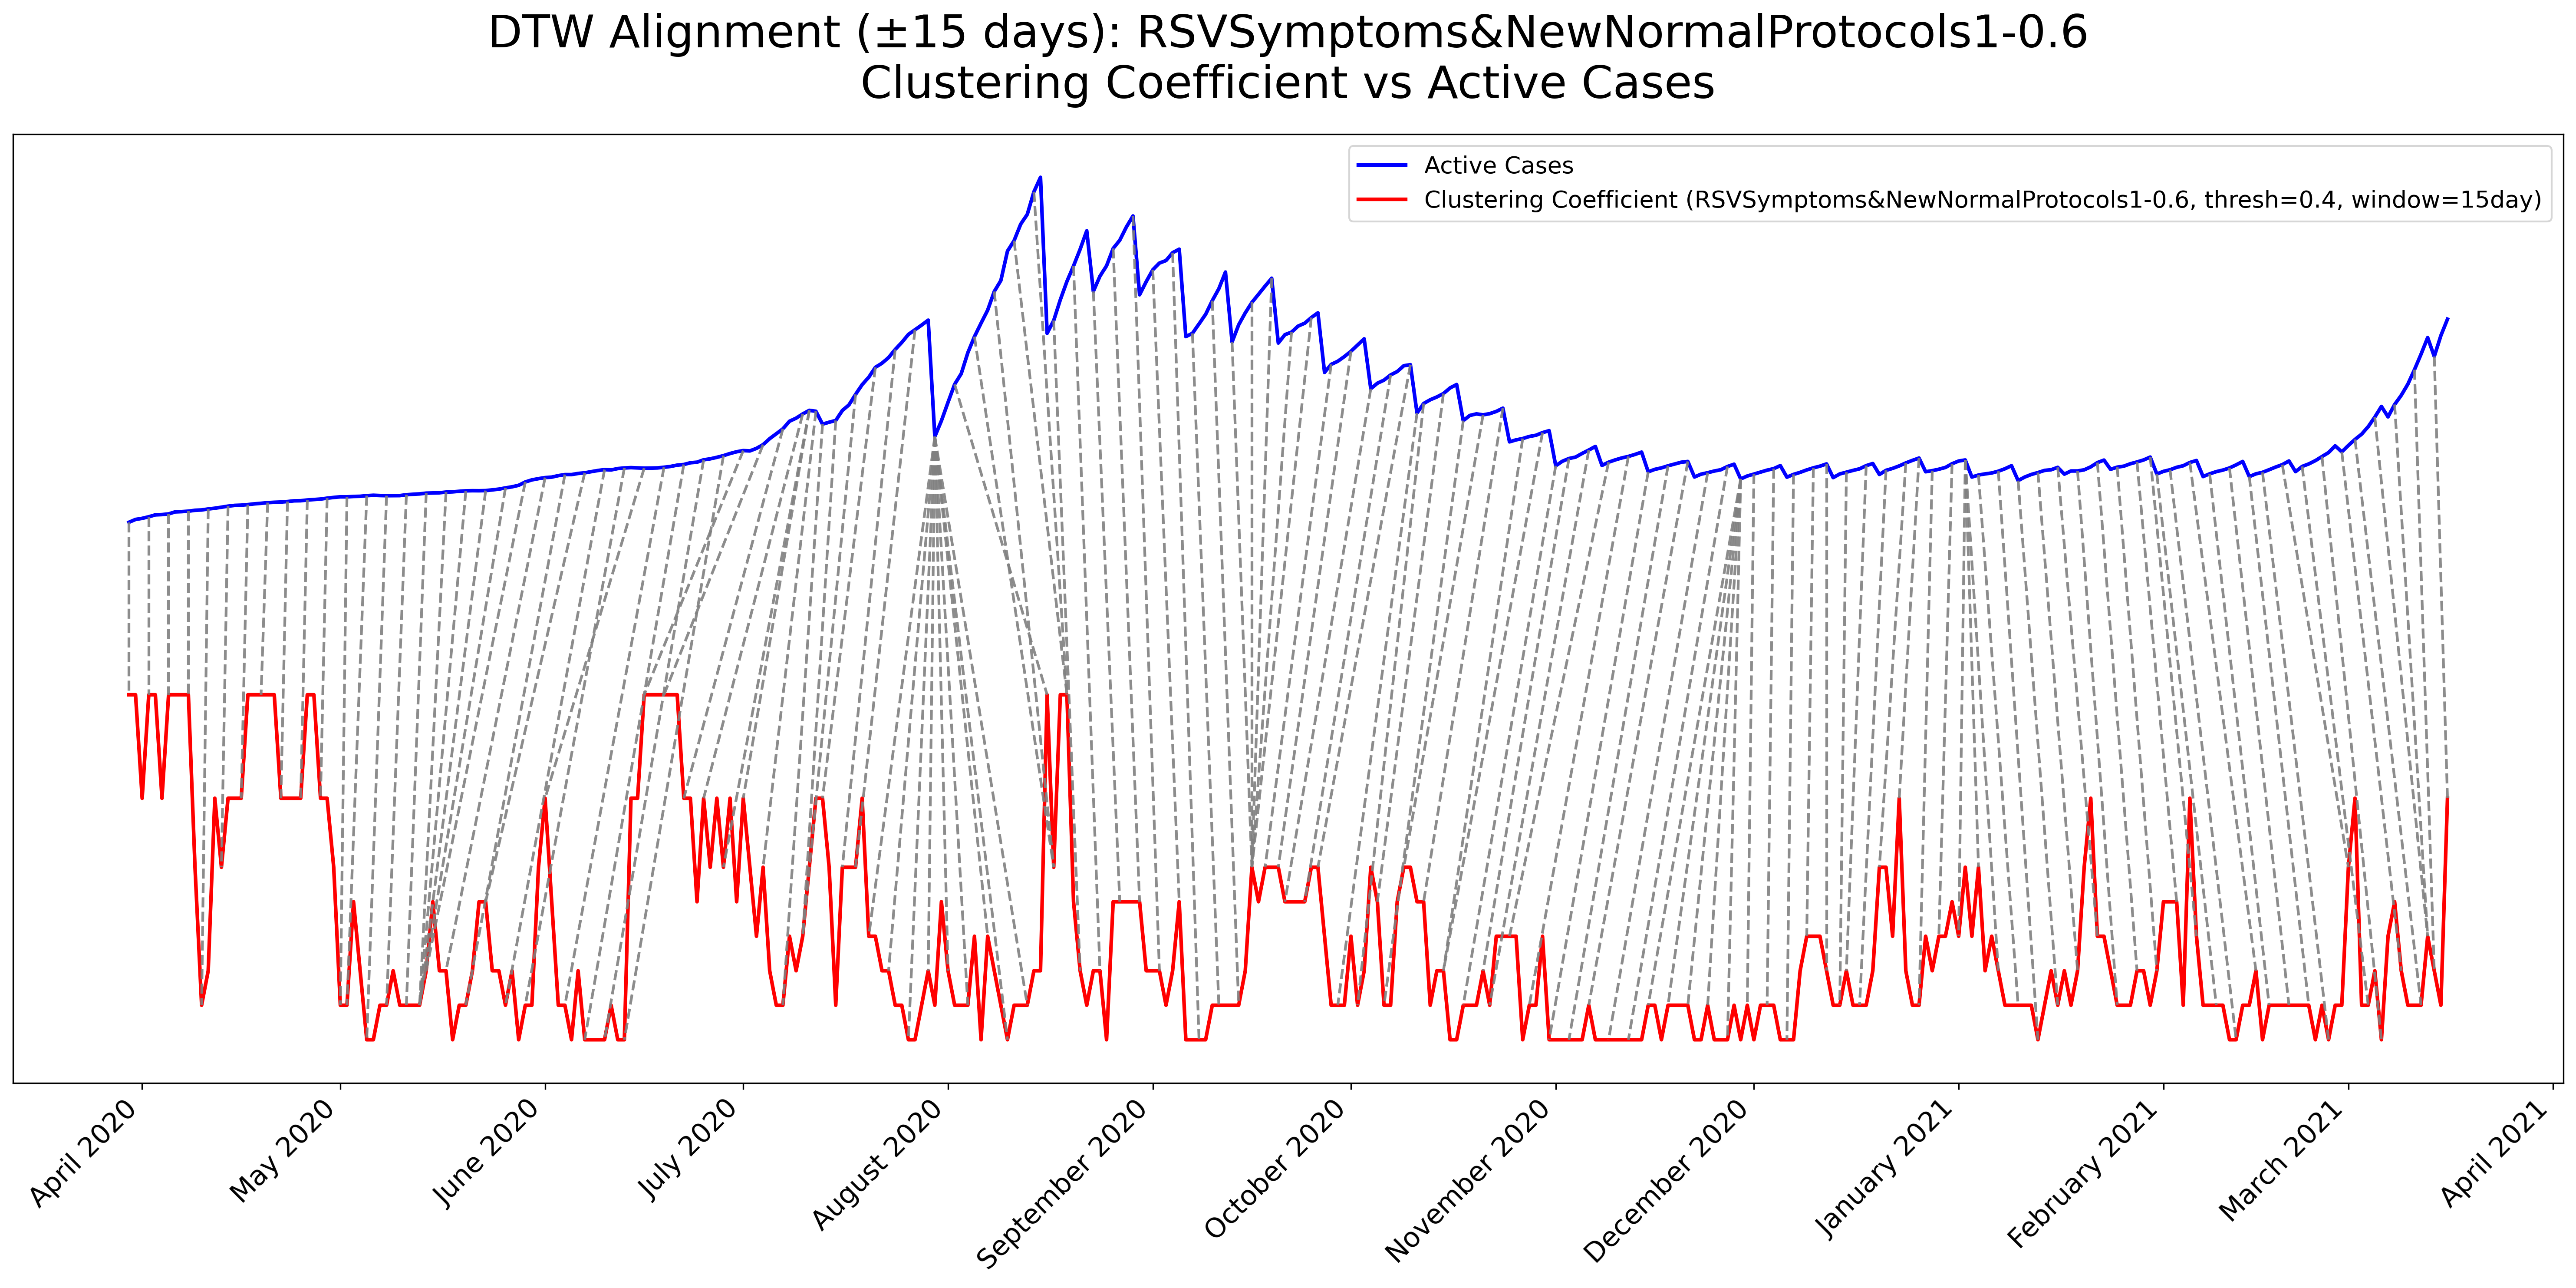 DTW Alignment (±15 days): RSVSymptoms&NewNormalProtocols1-0.6
Clustering Coefficient vs Active Cases
Active Cases
Clustering Coefficient (RSVSymptoms&NewNormalProtocols1-0.6, thresh=0.4, window=15day)
April 2020
May 2020
June 2020
July 2020
August 2020
September 2020
October 2020
November 2020
December 2020
January 2021
February 2021
March 2021
April 2021